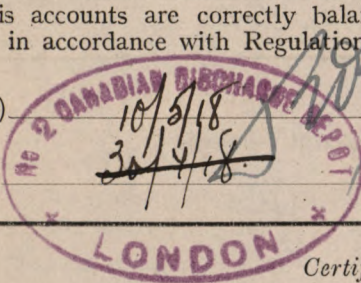 is accounts are correctly bala
in accordance with Regulation
)
No 2 CANADIAN DISCHARGE DEPOT
10/5/18
30/4/18
LONDON
Certi